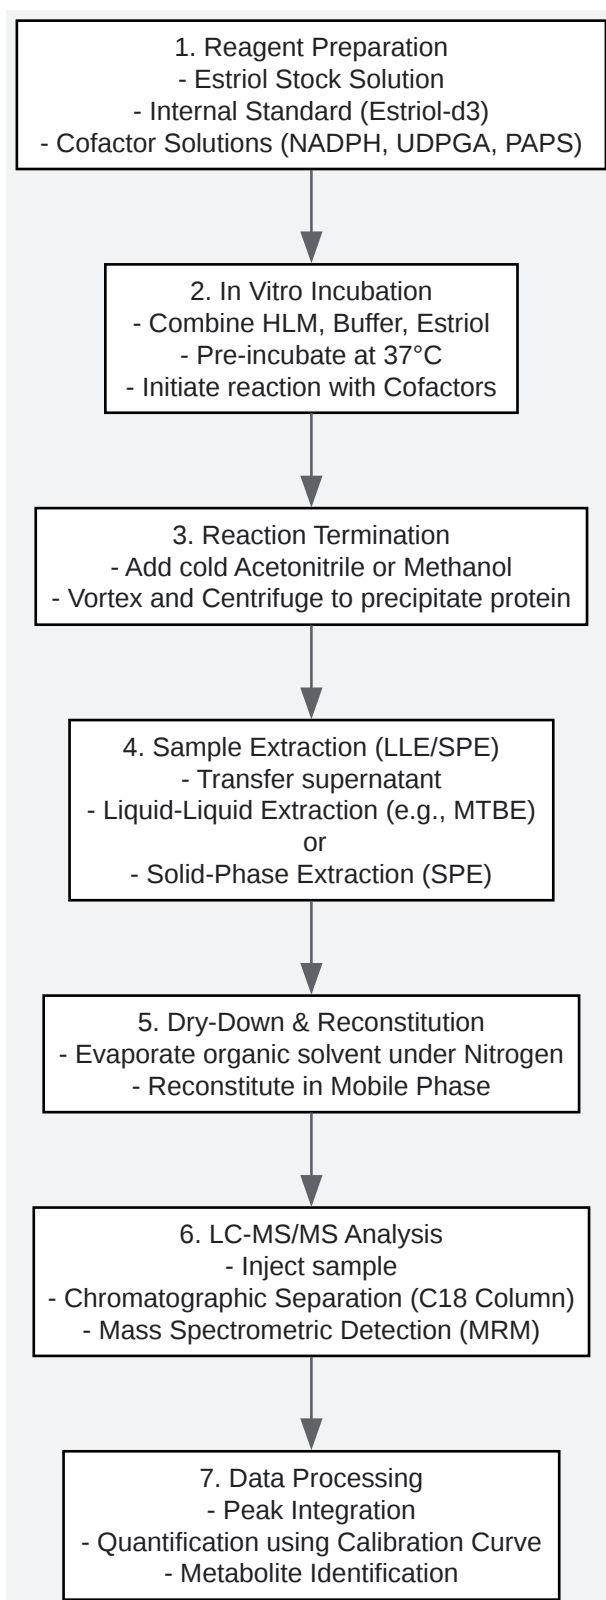 1. Reagent Preparation
- Estriol Stock Solution
- Internal Standard (Estriol-d3)
- Cofactor Solutions (NADPH, UDPGA, PAPS)
2. In Vitro Incubation
- Combine HLM, Buffer, Estriol
- Pre-incubate at 37°C
- Initiate reaction with Cofactors
3. Reaction Termination
- Add cold Acetonitrile or Methanol
- Vortex and Centrifuge to precipitate protein
4. Sample Extraction (LLE/SPE)
- Transfer supernatant
- Liquid-Liquid Extraction (e.g., MTBE)
or
- Solid-Phase Extraction (SPE)
5. Dry-Down & Reconstitution
- Evaporate organic solvent under Nitrogen
- Reconstitute in Mobile Phase
6. LC-MS/MS Analysis
- Inject sample
- Chromatographic Separation (C18 Column)
- Mass Spectrometric Detection (MRM)
7. Data Processing
- Peak Integration
- Quantification using Calibration Curve
- Metabolite Identification